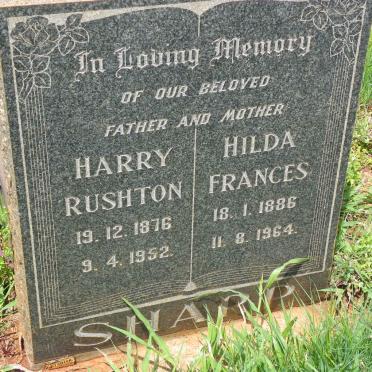 In Loving Memory
OF OUR BELOVED
FATHER AND MOTHER
HARRY
RUSHTON
19. 12. 1876
9. 4. 1952.
HILDA
FRANCES
18. 1. 1886
11. 8. 1964.
SHARP